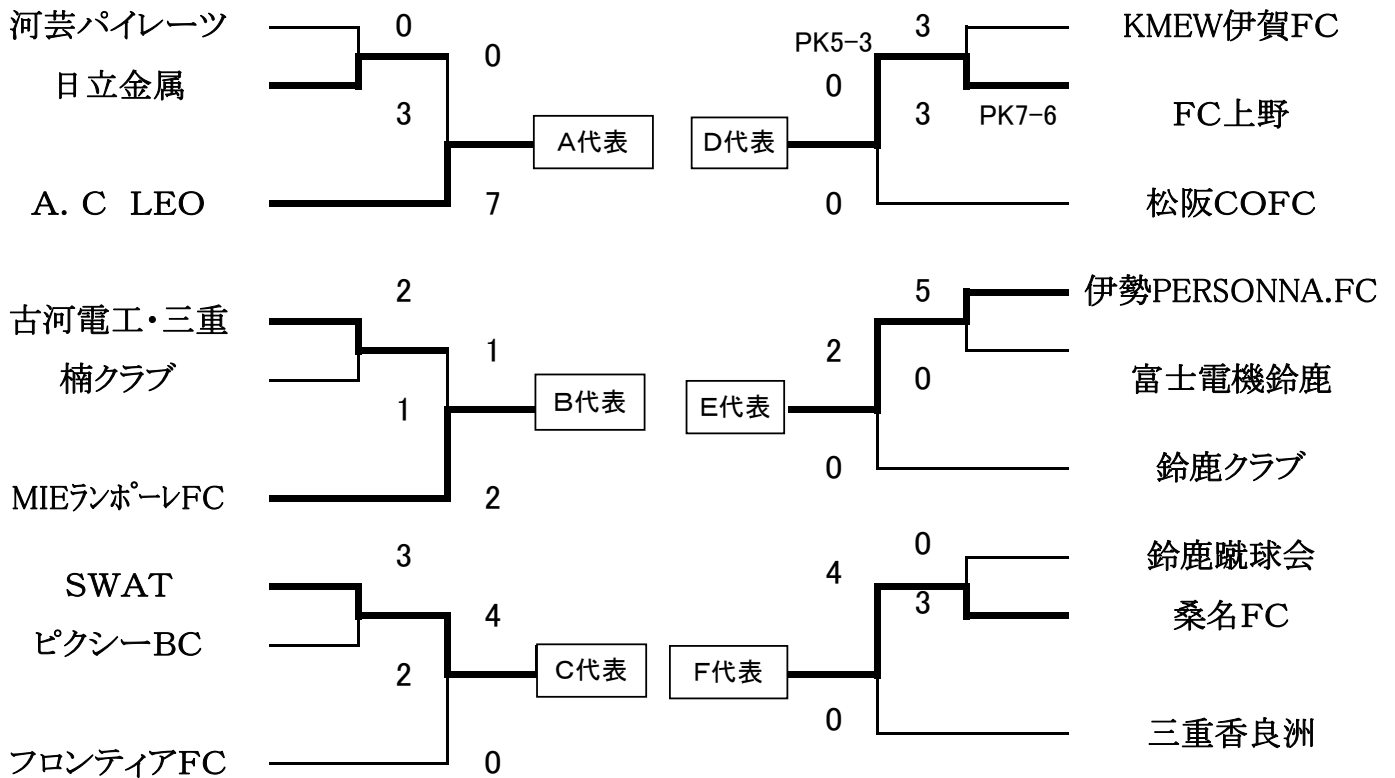 河芸パイレーツ
0
0
日立金属
3
A代表
A. C LEO
7
PK5-3
3
KMEW伊賀FC
0
3
PK7-6
FC上野
D代表
0
松阪COFC
2
古河電工・三重
1
楠クラブ
1
B代表
MIEランポーレFC
2
5
伊勢PERSONNA.FC
2
0
富士電機鈴鹿
E代表
0
鈴鹿クラブ
3
SWAT
4
ピクシーBC
2
C代表
フロンティアFC
0
0
鈴鹿蹴球会
4
3
桑名FC
F代表
0
三重香良洲